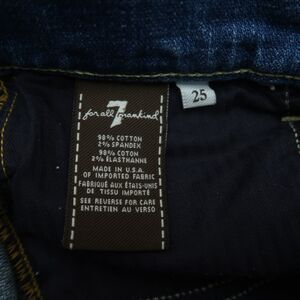 25
7
for all mankind
98% COTTON
2% SPANDEX
98% COTON
2% ÉLASTHANNE
MADE IN U.S.A.
OF IMPORTED FABRIC
FABRIQUÉ AUX ÉTATS-UNIS
DE TISSU IMPORTÉ
SEE REVERSE FOR CARE
ENTRETIEN AU VERSO